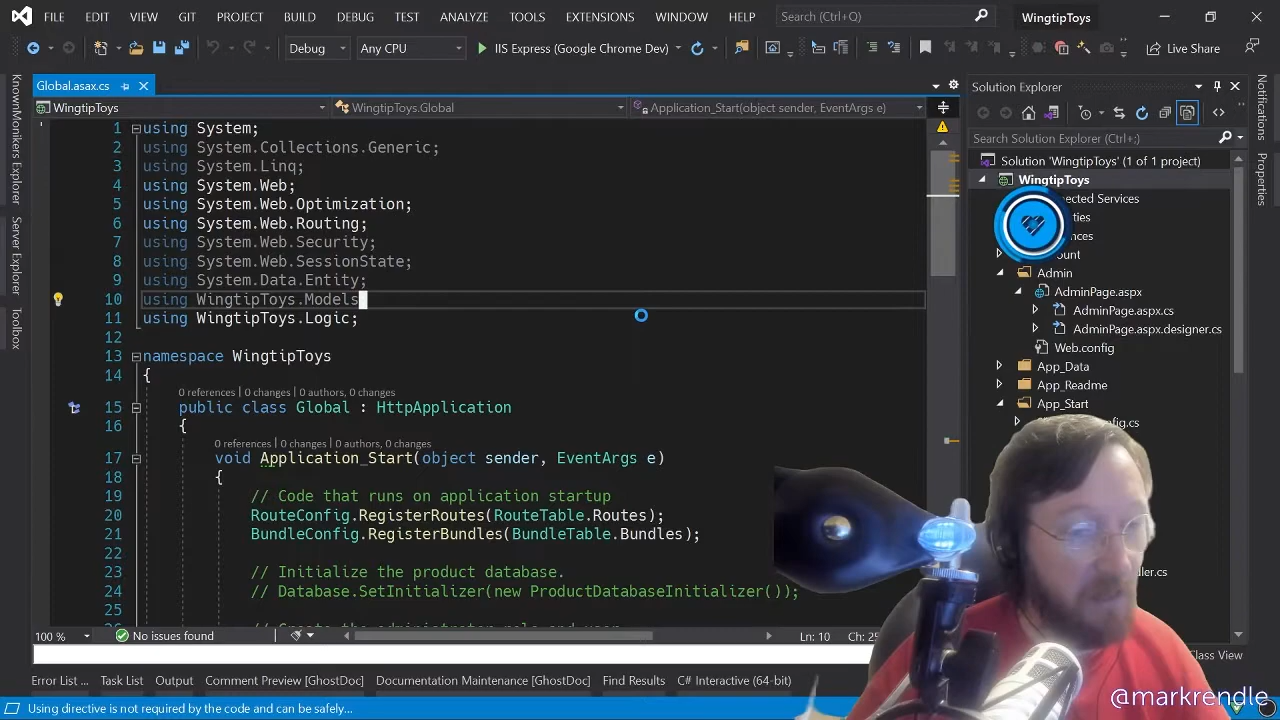 FILE EDIT VIEW GIT PROJECT BUILD DEBUG TEST ANALYZE TOOLS EXTENSIONS WINDOW HELP Search (Ctrl+Q) WingtipToys
Debug Any CPU IIS Express (Google Chrome Dev) Live Share
Global.asax.cs
WingtipToys WingtipToys.Global Application_Start(object sender, EventArgs e)
KnownMonikers Explorer
Server Explorer
Toolbox
1 using System;
2 using System.Collections.Generic;
3 using System.Linq;
4 using System.Web;
5 using System.Web.Optimization;
6 using System.Web.Routing;
7 using System.Web.Security;
8 using System.Web.SessionState;
9 using System.Data.Entity;
10 using WingtipToys.Models
11 using WingtipToys.Logic;
12
13 namespace WingtipToys
14 {
0 references | 0 changes | 0 authors, 0 changes
15 public class Global : HttpApplication
16 {
0 references | 0 changes | 0 authors, 0 changes
17 void Application_Start(object sender, EventArgs e)
18 {
19 // Code that runs on application startup
20 RouteConfig.RegisterRoutes(RouteTable.Routes);
21 BundleConfig.RegisterBundles(BundleTable.Bundles);
22
23 // Initialize the product database.
24 // Database.SetInitializer(new ProductDatabaseInitializer());
25
100 % No issues found Ln: 10
Solution Explorer
Search Solution Explorer (Ctrl+;)
Solution 'WingtipToys' (1 of 1 project)
WingtipToys
Services
Admin
AdminPage.aspx
AdminPage.aspx.cs
AdminPage.aspx.designer.cs
Web.config
App_Data
App_Readme
App_Start
Class View
Notifications
Properties
Error List ... Task List Output Comment Preview [GhostDoc] Documentation Maintenance [GhostDoc] Find Results C# Interactive (64-bit)
Using directive is not required by the code and can be safely...
@markrendle